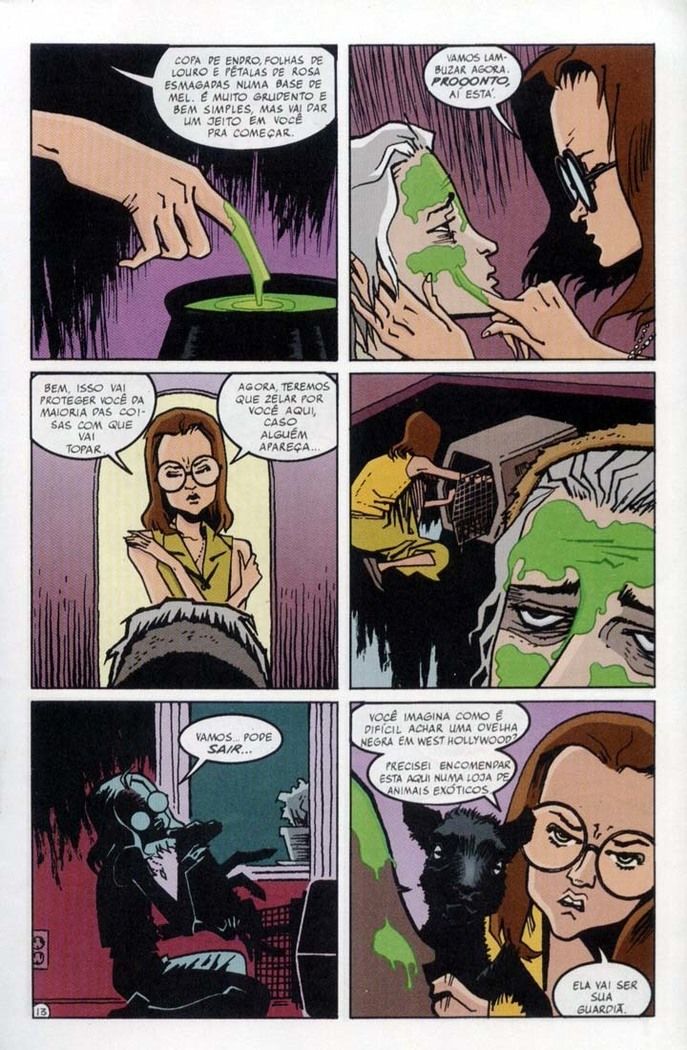 COPA DE ENDRO, FOLHAS DE
LOURO E PÉTALAS DE ROSA
ESMAGADAS NUMA BASE DE
MEL. É MUITO GRUDENTO E
BEM SIMPLES, MAS VAI DAR
UM JEITO EM VOCÊ
PRA COMEÇAR.
VAMOS LAM-
BUZAR AGORA.
PROOONTO,
AÍ ESTÁ.
BEM, ISSO VAI
PROTEGER VOCÊ DA
MAIORIA DAS COI-
SAS COM QUE
VAI
TOPAR.
AGORA, TEREMOS
QUE ZELAR POR
VOCÊ AQUI,
CASO
ALGUÉM
APAREÇA...
VAMOS... PODE
SAIR...
VOCÊ IMAGINA COMO É
DIFÍCIL ACHAR UMA OVELHA
NEGRA EM WEST HOLLYWOOD?
PRECISEI ENCOMENDAR
ESTA AQUI NUMA LOJA DE
ANIMAIS EXÓTICOS.
ELA VAI SER
SUA
GUARDIÃ.
13